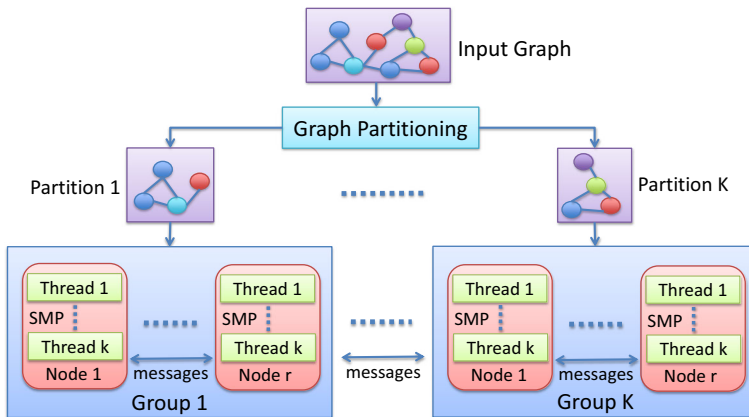 Input Graph
Graph Partitioning
Partition 1
Partition K
Thread 1
SMP
Thread k
Node 1
messages
Thread 1
SMP
Thread k
Node r
Group 1
messages
Thread 1
SMP
Thread k
Node 1
messages
Thread 1
SMP
Thread k
Node r
Group K